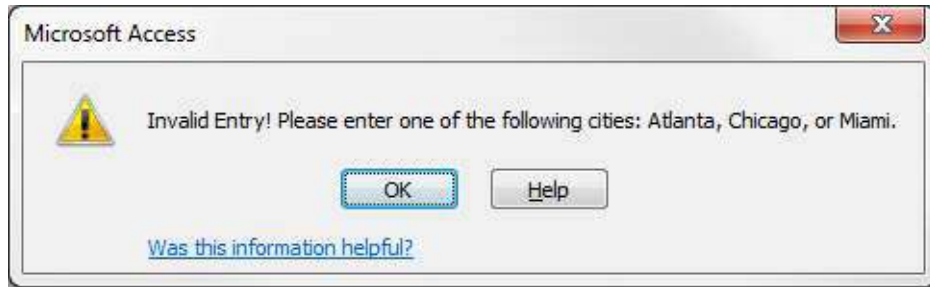 Microsoft Access
Invalid Entry! Please enter one of the following cities: Atlanta, Chicago, or Miami.
OK Help
Was this information helpful?